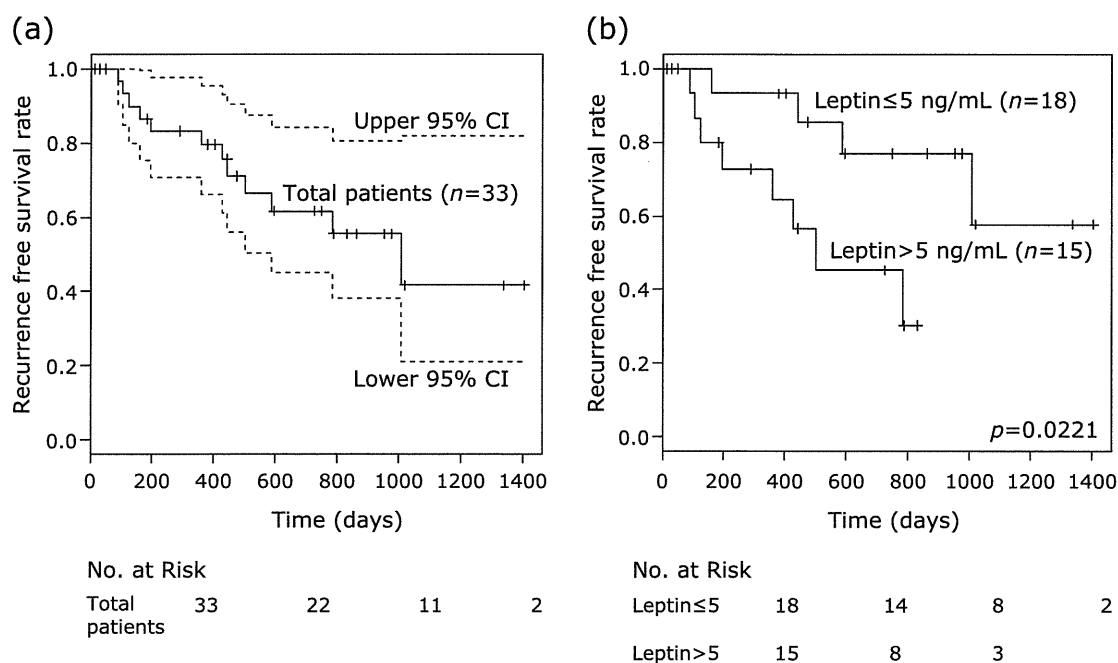 (a)
Recurrence free survival rate
1.0
0.8
0.6
0.4
0.2
0.0
Upper 95% CI
Total patients (n=33)
Lower 95% CI
0 200 400 600 800 1000 1200 1400
Time (days)
No. at Risk
Total patients 33 22 11 2
(b)
Recurrence free survival rate
1.0
0.8
0.6
0.4
0.2
0.0
Leptin≤5 ng/mL (n=18)
Leptin>5 ng/mL (n=15)
p=0.0221
0 200 400 600 800 1000 1200 1400
Time (days)
No. at Risk
Leptin≤5 18 14 8 2
Leptin>5 15 8 3